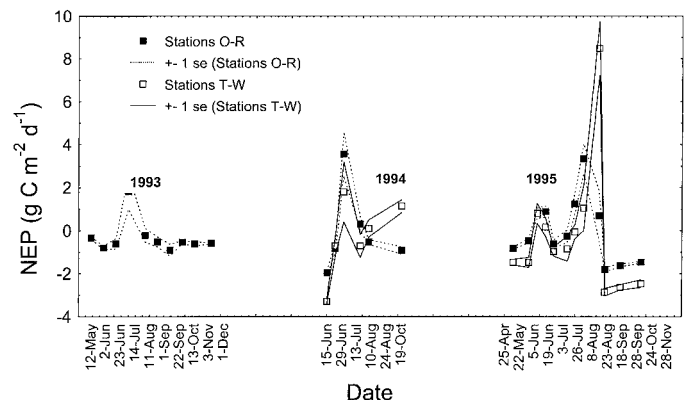 10
8
6
4
2
0
-2
-4
NEP (g C m-2 d-1)
Stations O-R
+- 1 se (Stations O-R)
Stations T-W
+- 1 se (Stations T-W)
1993
1994
1995
12-May
2-Jun
23-Jun
14-Jul
11-Aug
1-Sep
22-Sep
13-Oct
3-Nov
1-Dec
15-Jun
29-Jun
13-Jul
10-Aug
24-Aug
19-Oct
25-Apr
22-May
5-Jun
19-Jun
3-Jul
26-Jul
8-Aug
23-Aug
18-Sep
28-Sep
24-Oct
28-Nov
Date